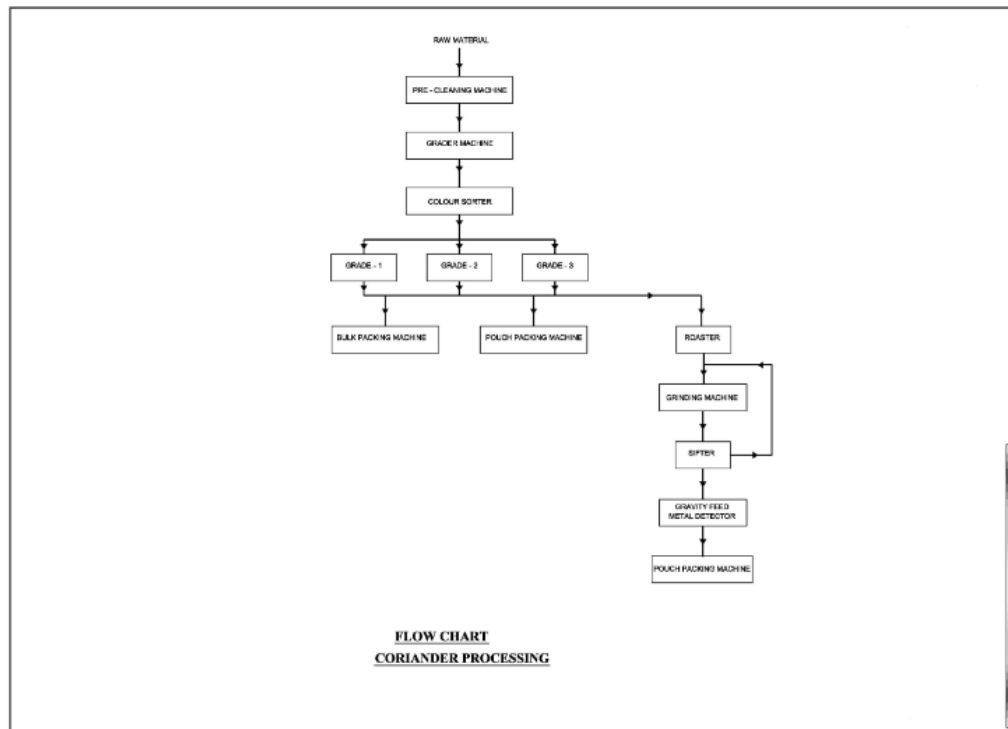 RAW MATERIAL
PRE - CLEANING MACHINE
GRADER MACHINE
COLOUR SORTER
GRADE - 1
GRADE - 2
GRADE - 3
BULK PACKING MACHINE
POUCH PACKING MACHINE
ROASTER
GRINDING MACHINE
SIFTER
GRAVITY FEED
METAL DETECTOR
POUCH PACKING MACHINE
FLOW CHART
CORIANDER PROCESSING